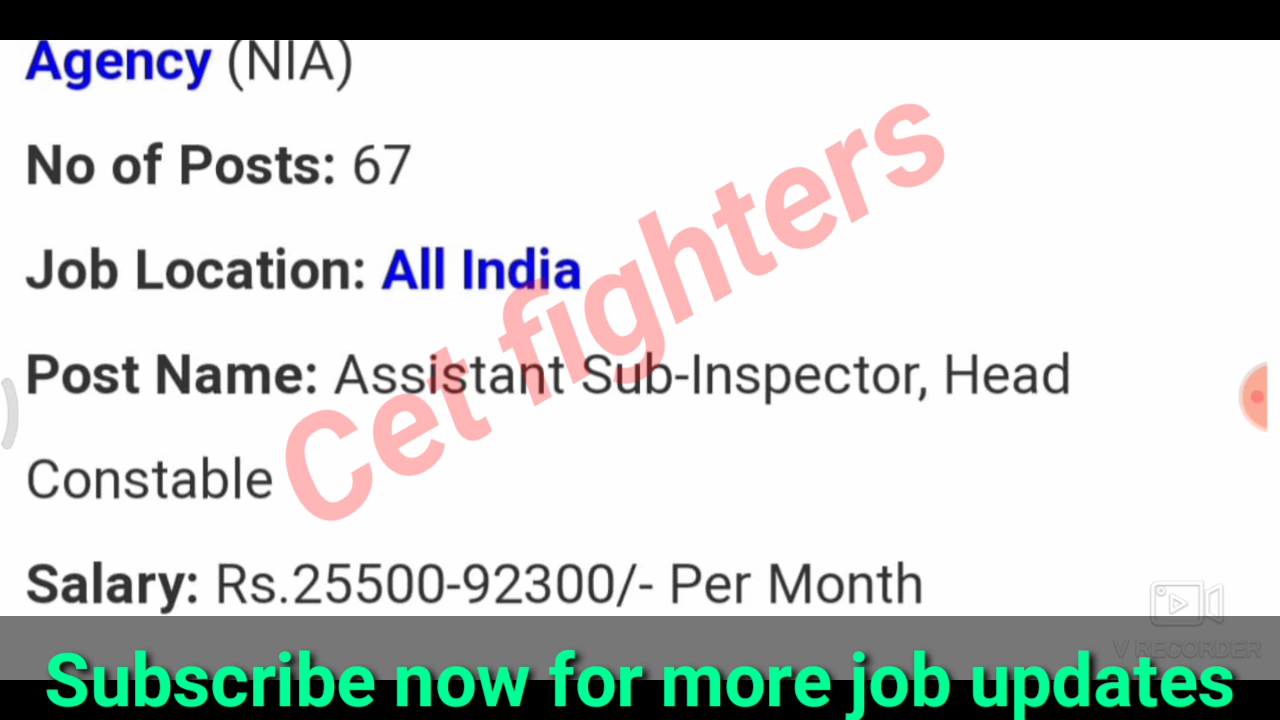 Agency (NIA)
No of Posts: 67
Job Location: All India
Post Name: Assistant Sub-Inspector, Head
Constable
Salary: Rs.25500-92300/- Per Month
Cet fighters
V RECORDER
Subscribe now for more job updates